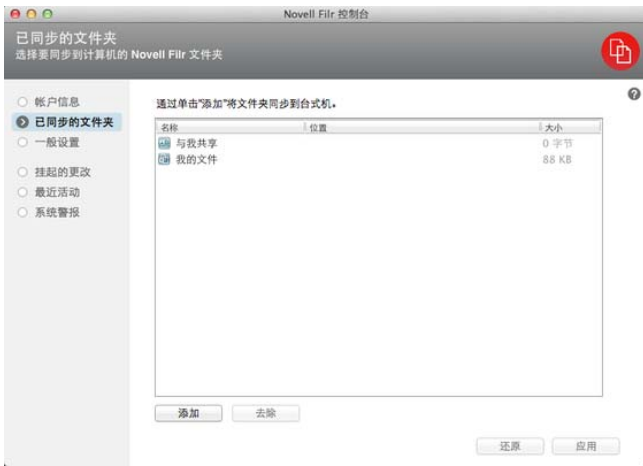 Novell Filr 控制台
已同步的文件夹
选择要同步到计算机的 Novell Filr 文件夹
帐户信息
已同步的文件夹
一般设置
挂起的更改
最近活动
系统警报
通过单击"添加"将文件夹同步到台式机。
名称 位置 大小
与我共享 0 字节
我的文件 88 KB
添加 去除
还原 应用